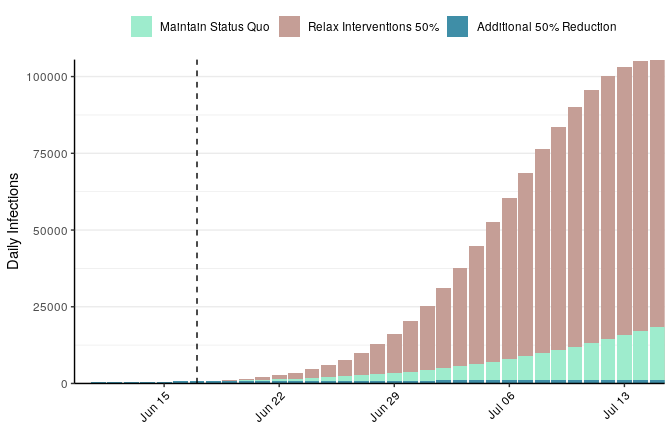 Maintain Status Quo Relax Interventions 50% Additional 50% Reduction
Daily Infections
100000
75000
50000
25000
0
Jun 15 Jun 22 Jun 29 Jul 06 Jul 13